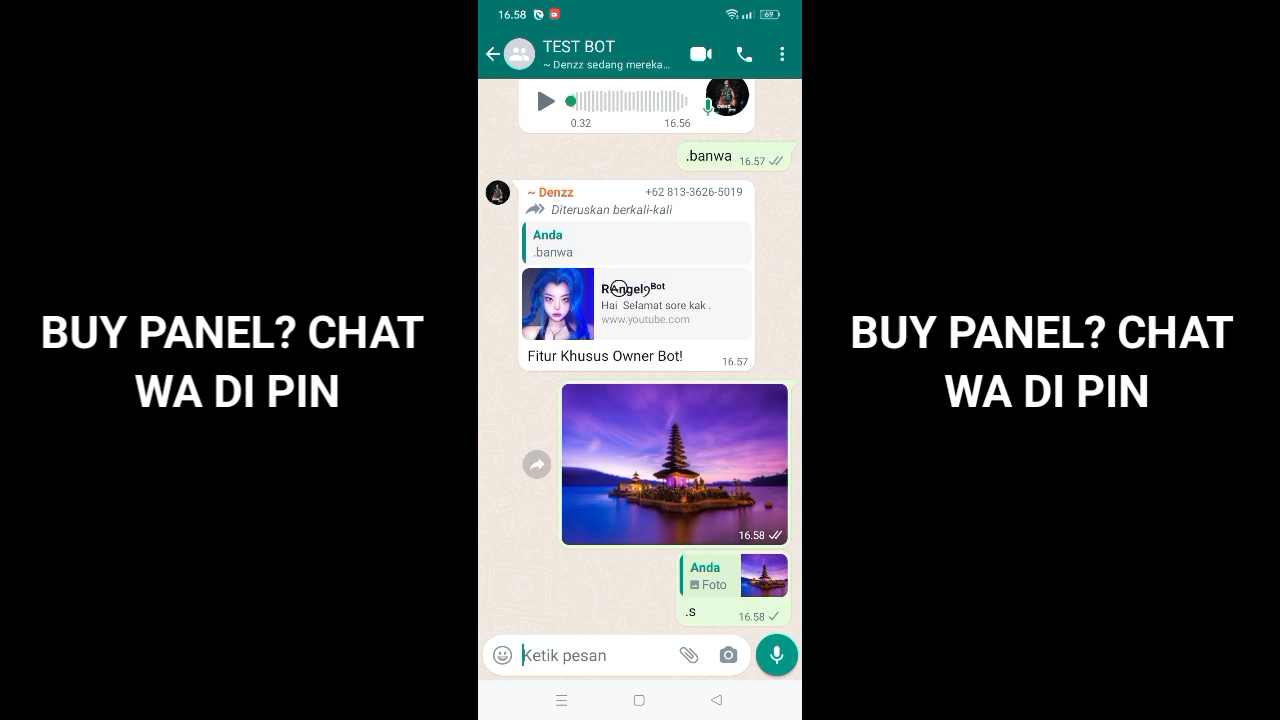 BUY PANEL? CHAT
WA DI PIN
16.58
69
TEST BOT
~ Denzz sedang mereka...
0.32
16.56
.banwa 16.57
~ Denzz
+62 813-3626-5019
Diteruskan berkali-kali
Anda
.banwa
RAngel Bot
Hai Selamat sore kak .
www.youtube.com
Fitur Khusus Owner Bot!
16.57
16.58
Anda
Foto
.s 16.58
Ketik pesan
BUY PANEL? CHAT
WA DI PIN